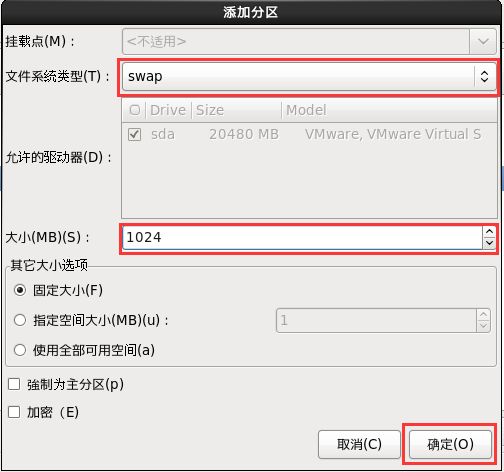 添加分区
挂载点(M)： <不适用>
文件系统类型(T)： swap
Drive Size Model
允许的驱动器(D)： sda 20480 MB VMware, VMware Virtual S
大小(MB)(S)： 1024
其它大小选项
固定大小(F)
指定空间大小(MB)(u)： 1
使用全部可用空间(a)
強制为主分区(p)
加密（E)
取消(C) 确定(O)